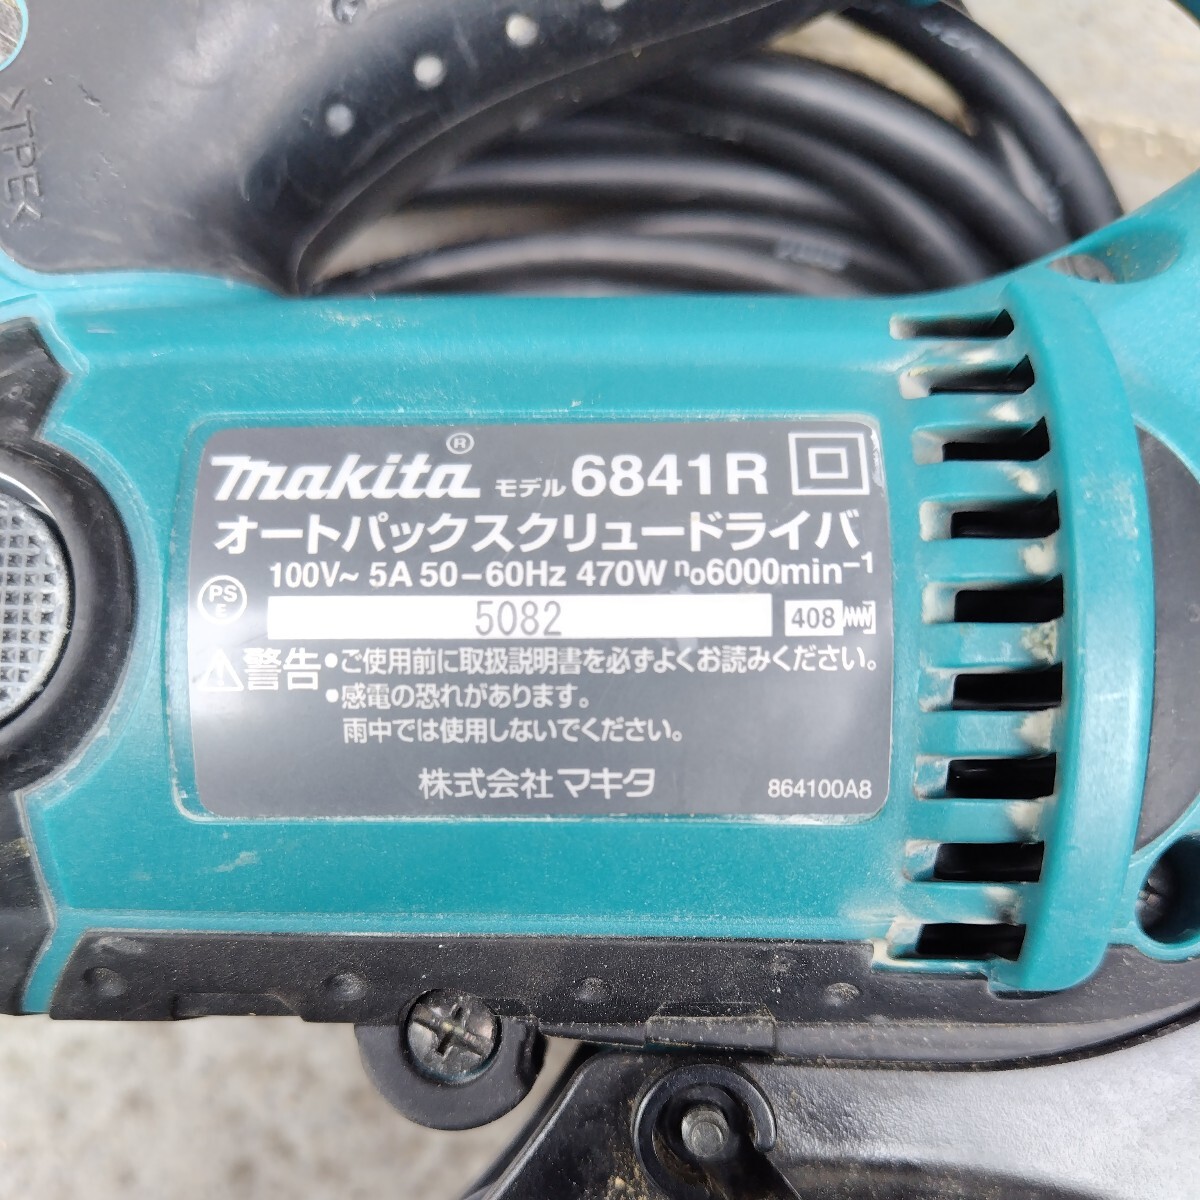 >TPE<
makita® モデル 6841R
オートパックスクリュードライバ
100V~ 5A 50-60Hz 470W n₀6000min⁻¹
PS E
5082
408
警告 •ご使用前に取扱説明書を必ずよくお読みください。
•感電の恐れがあります。
雨中では使用しないでください。
株式会社 マキタ
864100A8